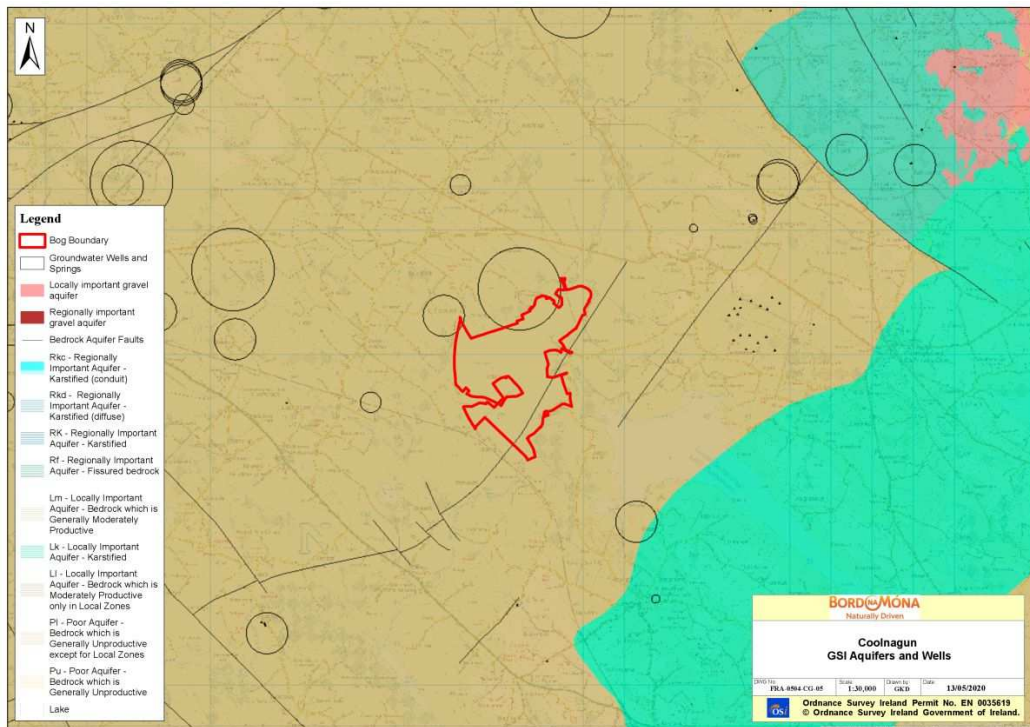 N
Legend
Bog Boundary
Groundwater Wells and
Springs
Locally important gravel
aquifer
Regionally important
gravel aquifer
Bedrock Aquifer Faults
Rkc - Regionally
Important Aquifer -
Karstified (conduit)
Rkd - Regionally
Important Aquifer -
Karstified (diffuse)
RK - Regionally Important
Aquifer - Karstified
Rf - Regionally Important
Aquifer - Fissured bedrock
Lm - Locally Important
Aquifer - Bedrock which is
Generally Moderately
Productive
Lk - Locally Important
Aquifer - Karstified
Ll - Locally Important
Aquifer - Bedrock which is
Moderately Productive
only in Local Zones
Pl - Poor Aquifer -
Bedrock which is
Generally Unproductive
except for Local Zones
Pu - Poor Aquifer -
Bedrock which is
Generally Unproductive
Lake
BORD NA MÓNA
Naturally Driven
Coolnagun
GSI Aquifers and Wells
DWG No: Scale: Drawn by: Date:
FRA-0504-CG-05 1:30,000 GKD 13/05/2020
OSi Ordnance Survey Ireland Permit No. EN 0035619
© Ordnance Survey Ireland Government of Ireland.